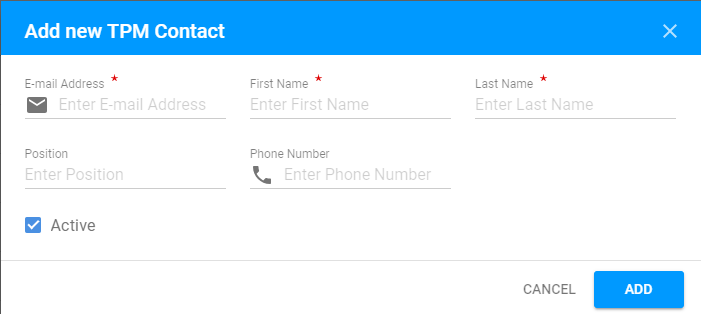 Add new TPM Contact
E-mail Address * First Name * Last Name *
Enter E-mail Address Enter First Name Enter Last Name
Position Phone Number
Enter Position Enter Phone Number
Active
CANCEL ADD